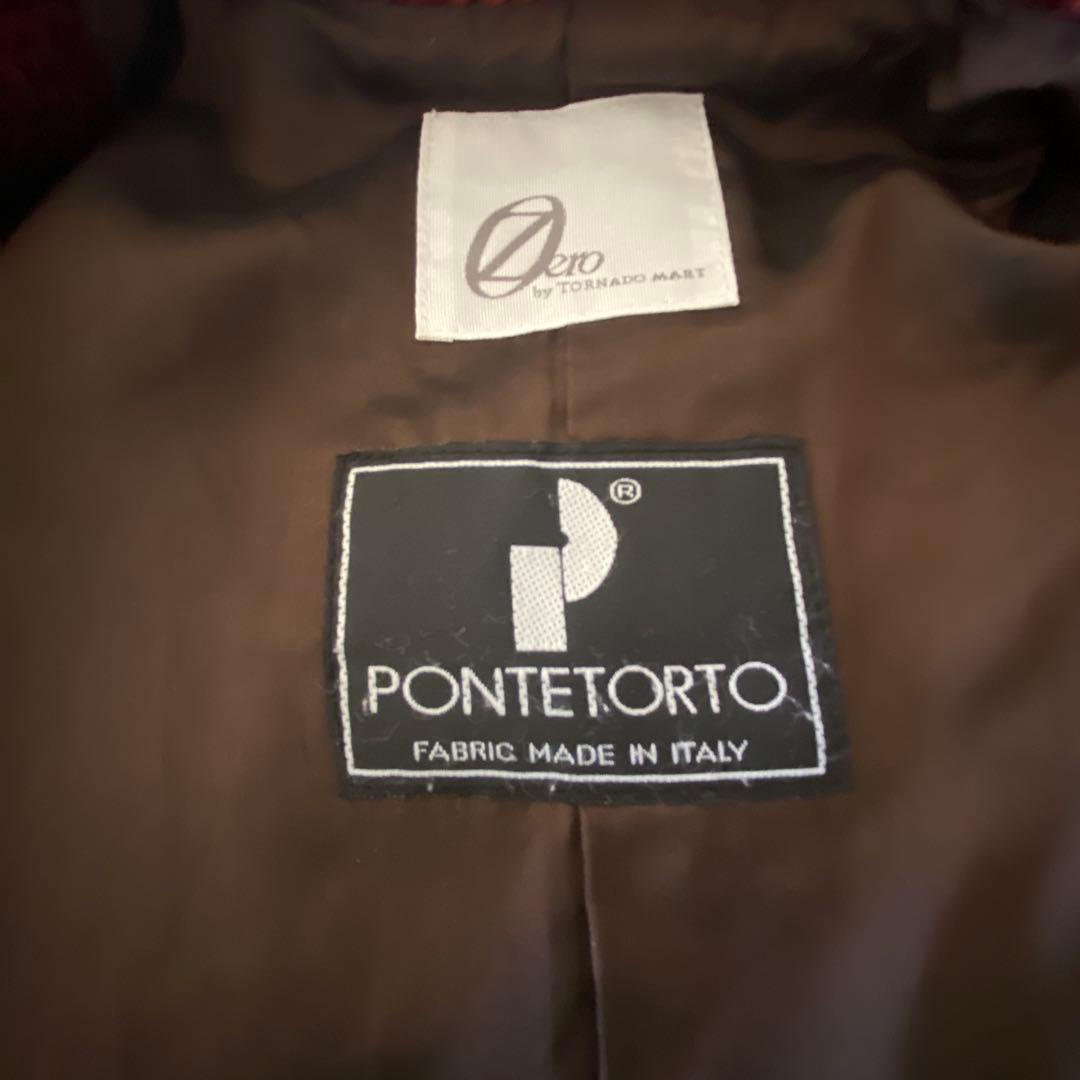 Zero
by TORNADO MART
P®
PONTETORTO
FABRIC MADE IN ITALY